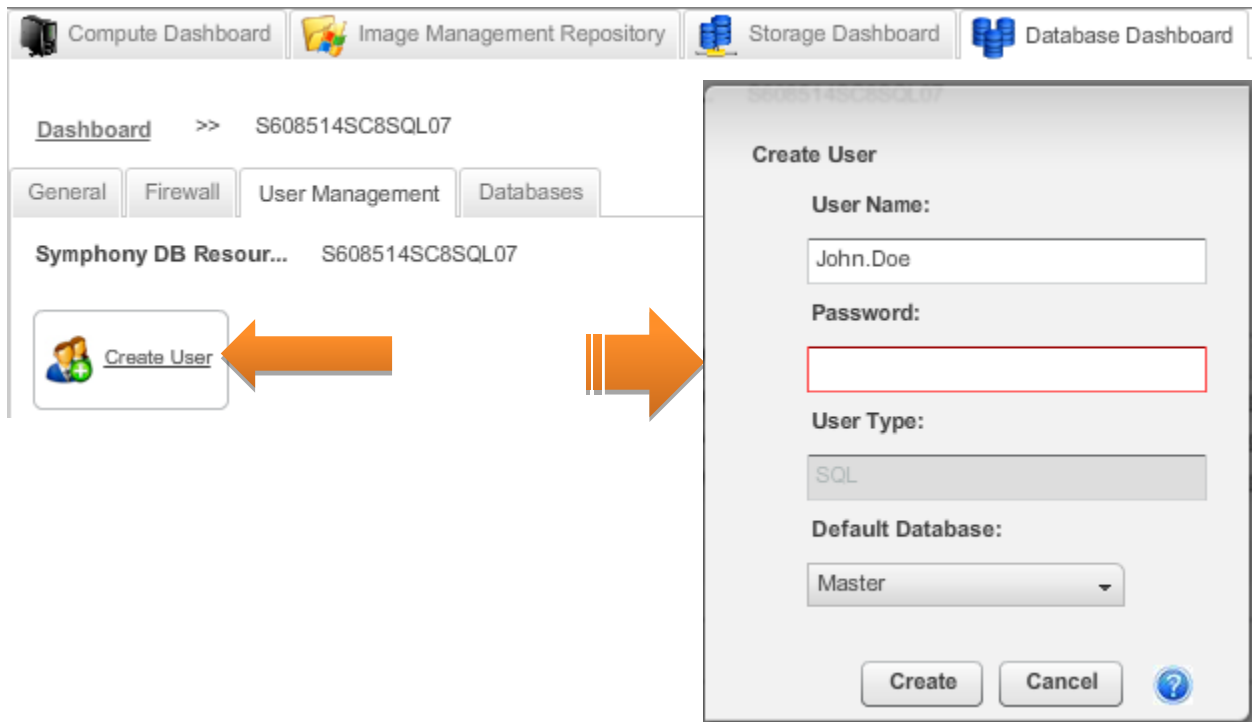 Compute Dashboard Image Management Repository Storage Dashboard Database Dashboard
Dashboard >> S608514SC8SQL07
General Firewall User Management Databases
Symphony DB Resour... S608514SC8SQL07
Create User
S608514SC8SQL07
Create User
User Name:
John.Doe
Password:
User Type:
SQL
Default Database:
Master
Create Cancel ?